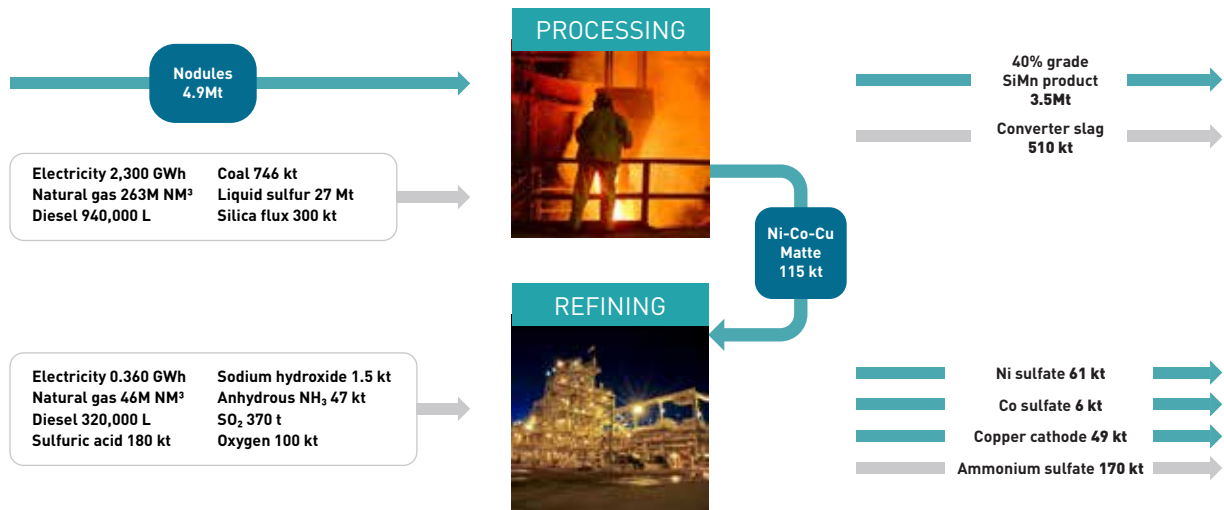 PROCESSING
Nodules
4.9Mt
40% grade
SiMn product
3.5Mt
Converter slag
510 kt
Electricity 2,300 GWh
Natural gas 263M NM³
Diesel 940,000 L
Coal 746 kt
Liquid sulfur 27 Mt
Silica flux 300 kt
Ni-Co-Cu
Matte
115 kt
REFINING
Electricity 0.360 GWh
Natural gas 46M NM³
Diesel 320,000 L
Sulfuric acid 180 kt
Sodium hydroxide 1.5 kt
Anhydrous NH₃ 47 kt
SO₂ 370 t
Oxygen 100 kt
Ni sulfate 61 kt
Co sulfate 6 kt
Copper cathode 49 kt
Ammonium sulfate 170 kt